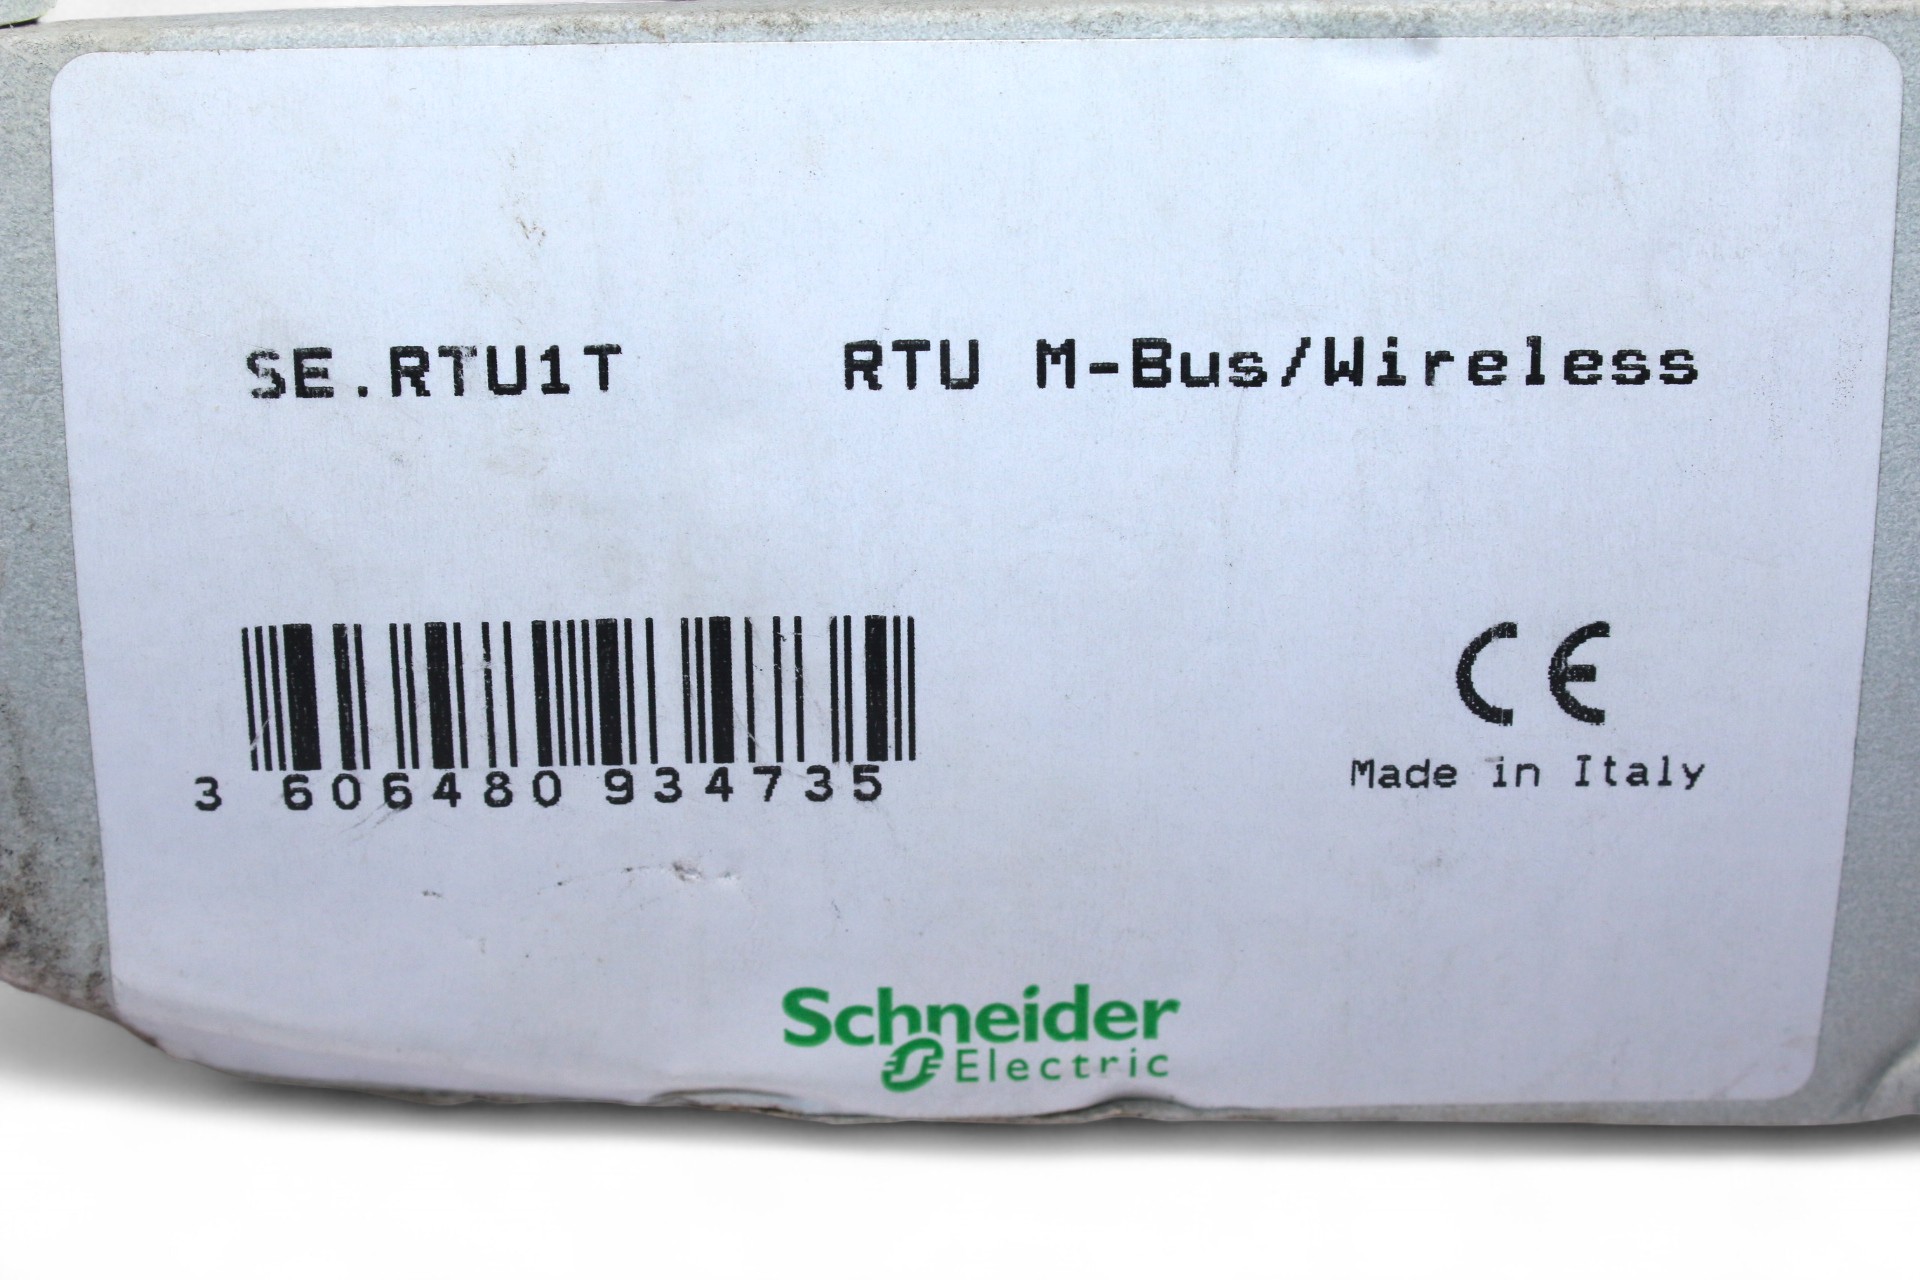 SE.RTU1T RTU M-Bus/Wireless
3 606480 934735
CE
Made in Italy
Schneider
Electric